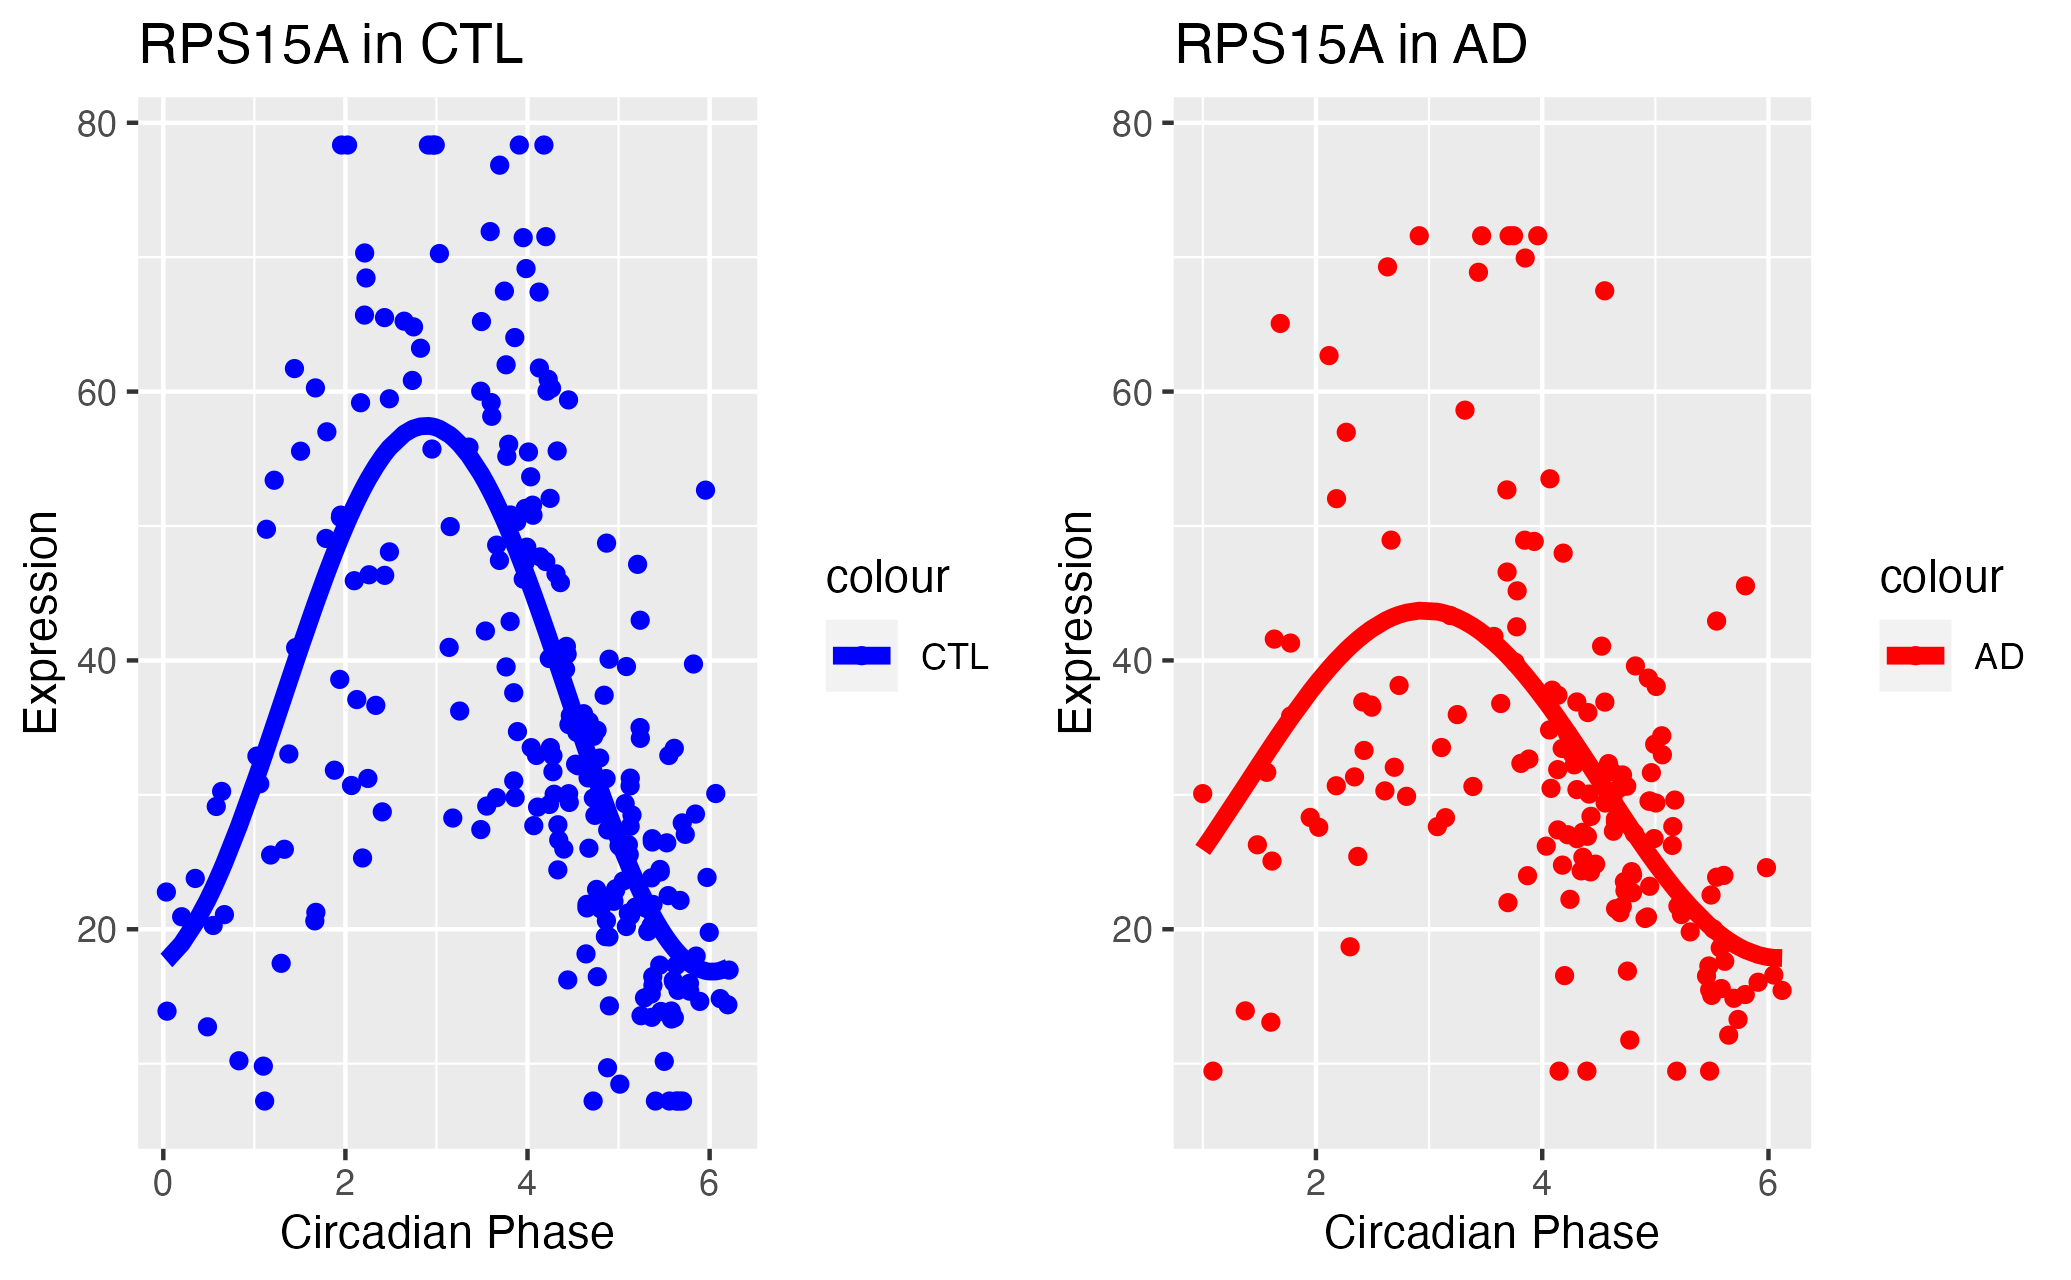 RPS15A in CTL
80
60
40
20
Expression
0 2 4 6
Circadian Phase
colour
CTL
RPS15A in AD
80
60
40
20
Expression
2 4 6
Circadian Phase
colour
AD